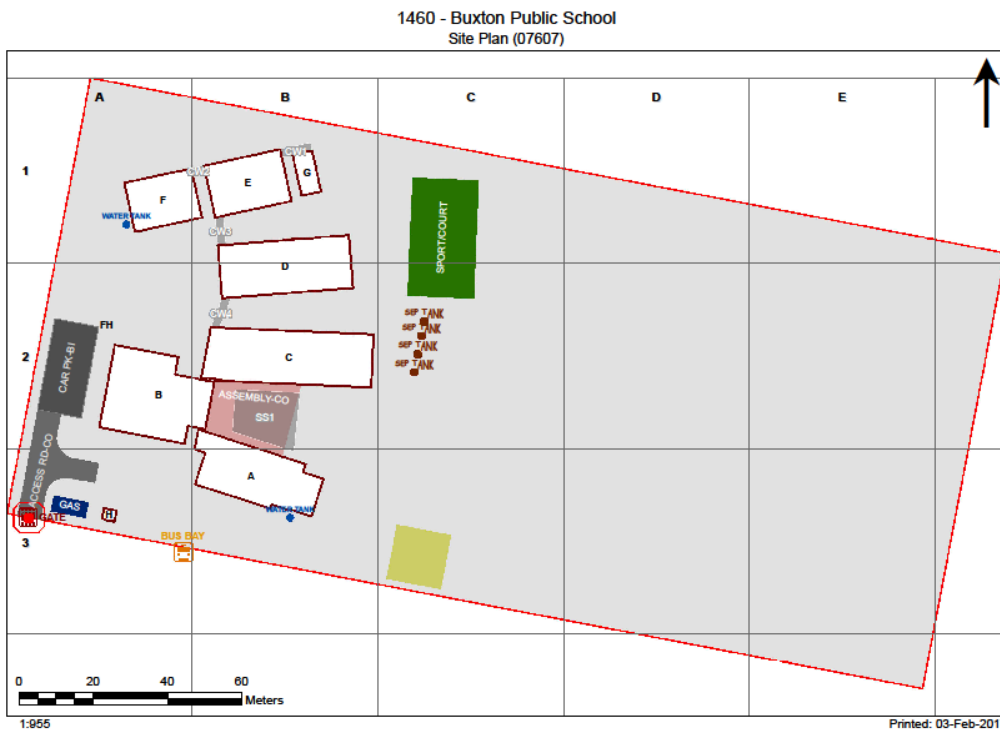 1460 - Buxton Public School
Site Plan (07607)
A B C D E
1
CW1
CW2
E
G
F
WATER TANK
CW3
SPORT/COURT
D
CW4
SEP TANK
SEP TANK
SEP TANK
SEP TANK
FH
2
CAR PK-BI
C
B
ASSEMBLY-CO
SS1
ACCESS RD-CO
A
GAS
H
WATER TANK
GATE
3
BUS BAY
0 20 40 60
Meters
1:955
Printed: 03-Feb-201